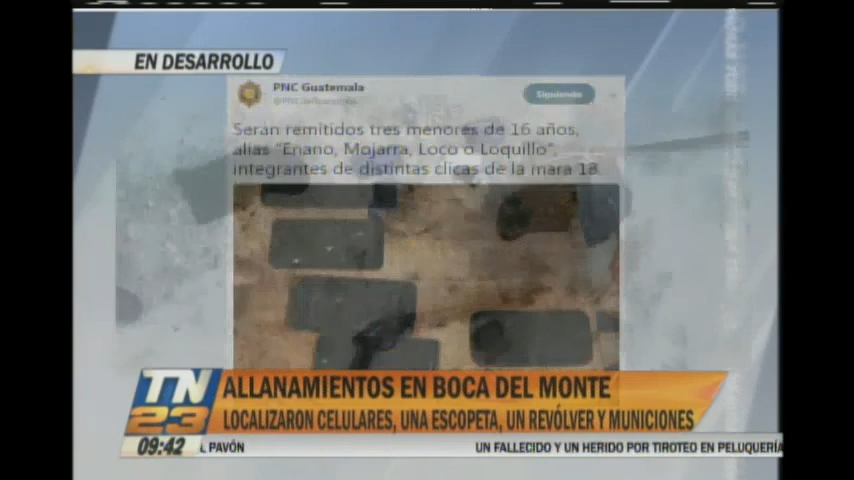 EN DESARROLLO
PNC Guatemala
Siguiendo
Serán remitidos tres menores de 16 años,
alias "Enano, Mojarra, Loco o Loquillo",
integrantes de distintas clicas de la mara 18.
TN
23
ALLANAMIENTOS EN BOCA DEL MONTE
LOCALIZARON CELULARES, UNA ESCOPETA, UN REVÓLVER Y MUNICIONES
09:42
L PAVÓN
UN FALLECIDO Y UN HERIDO POR TIROTEO EN PELUQUERÍA